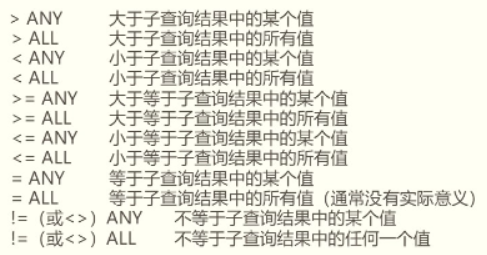 > ANY 大于子查询结果中的某个值
> ALL 大于子查询结果中的所有值
< ANY 小于子查询结果中的某个值
< ALL 小于子查询结果中的所有值
>= ANY 大于等于子查询结果中的某个值
>= ALL 大于等于子查询结果中的所有值
<= ANY 小于等于子查询结果中的某个值
<= ALL 小于等于子查询结果中的所有值
= ANY 等于子查询结果中的某个值
= ALL 等于子查询结果中的所有值（通常没有实际意义）
!=（或<>）ANY 不等于子查询结果中的某个值
!=（或<>）ALL 不等于子查询结果中的任何一个值